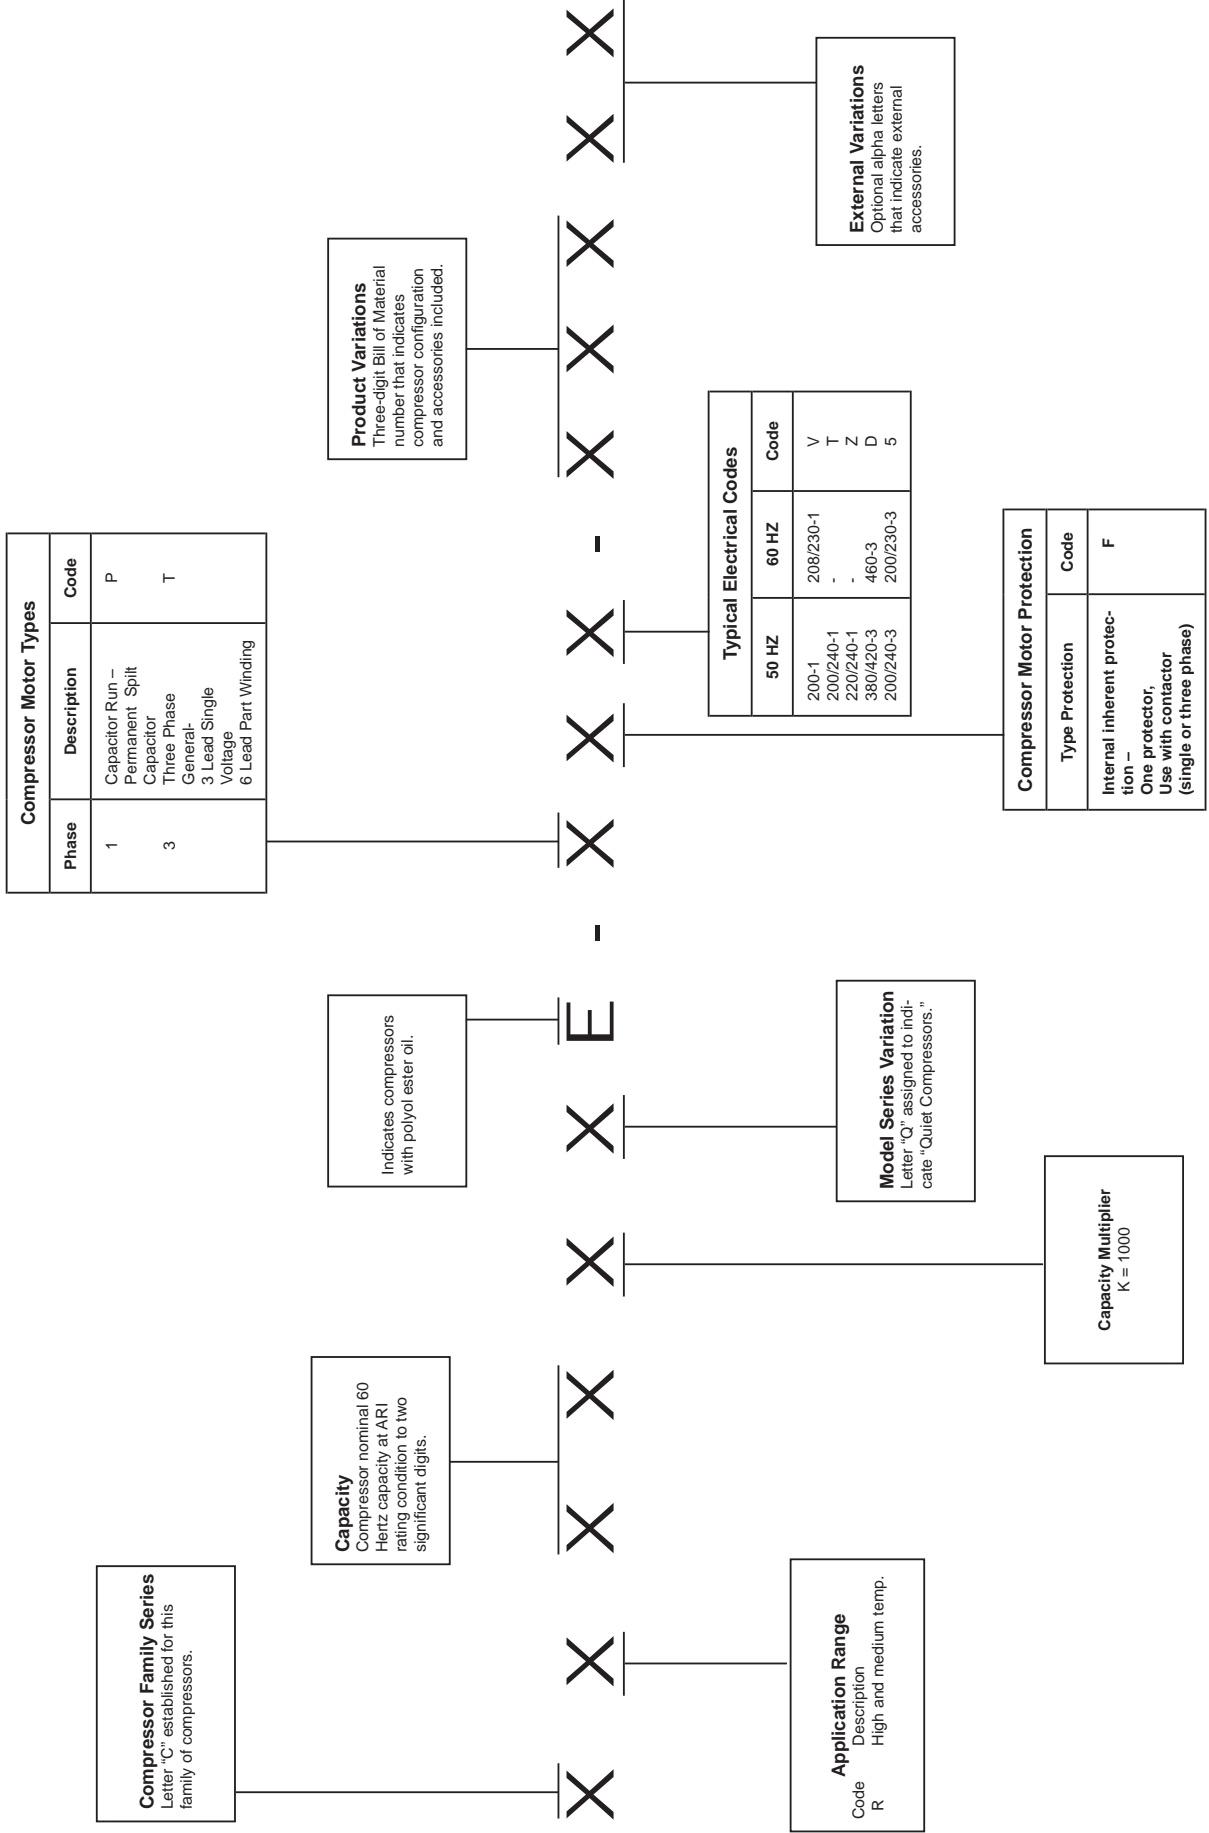 Compressor Family Series
Letter “C” established for this
family of compressors.
Capacity
Compressor nominal 60
Hertz capacity at ARI
rating condition to two
significant digits.
Indicates compressors
with polyol ester oil.
Compressor Motor Types
Phase Description Code
1 Capacitor Run – P
Permanent Spilt
Capacitor
3 Three Phase T
General-
3 Lead Single
Voltage
6 Lead Part Winding
Product Variations
Three-digit Bill of Material
number that indicates
compressor configuration
and accessories included.
X X X X X X E - X X X - X X X X X
Application Range
Code Description
R High and medium temp.
Capacity Multiplier
K = 1000
Model Series Variation
Letter “Q” assigned to indi-
cate “Quiet Compressors.”
Compressor Motor Protection
Type Protection Code
Internal inherent protec- F
tion –
One protector,
Use with contactor
(single or three phase)
Typical Electrical Codes
50 HZ 60 HZ Code
200-1 208/230-1 V
200/240-1 - T
220/240-1 - Z
380/420-3 460-3 D
200/240-3 200/230-3 5
External Variations
Optional alpha letters
that indicate external
accessories.